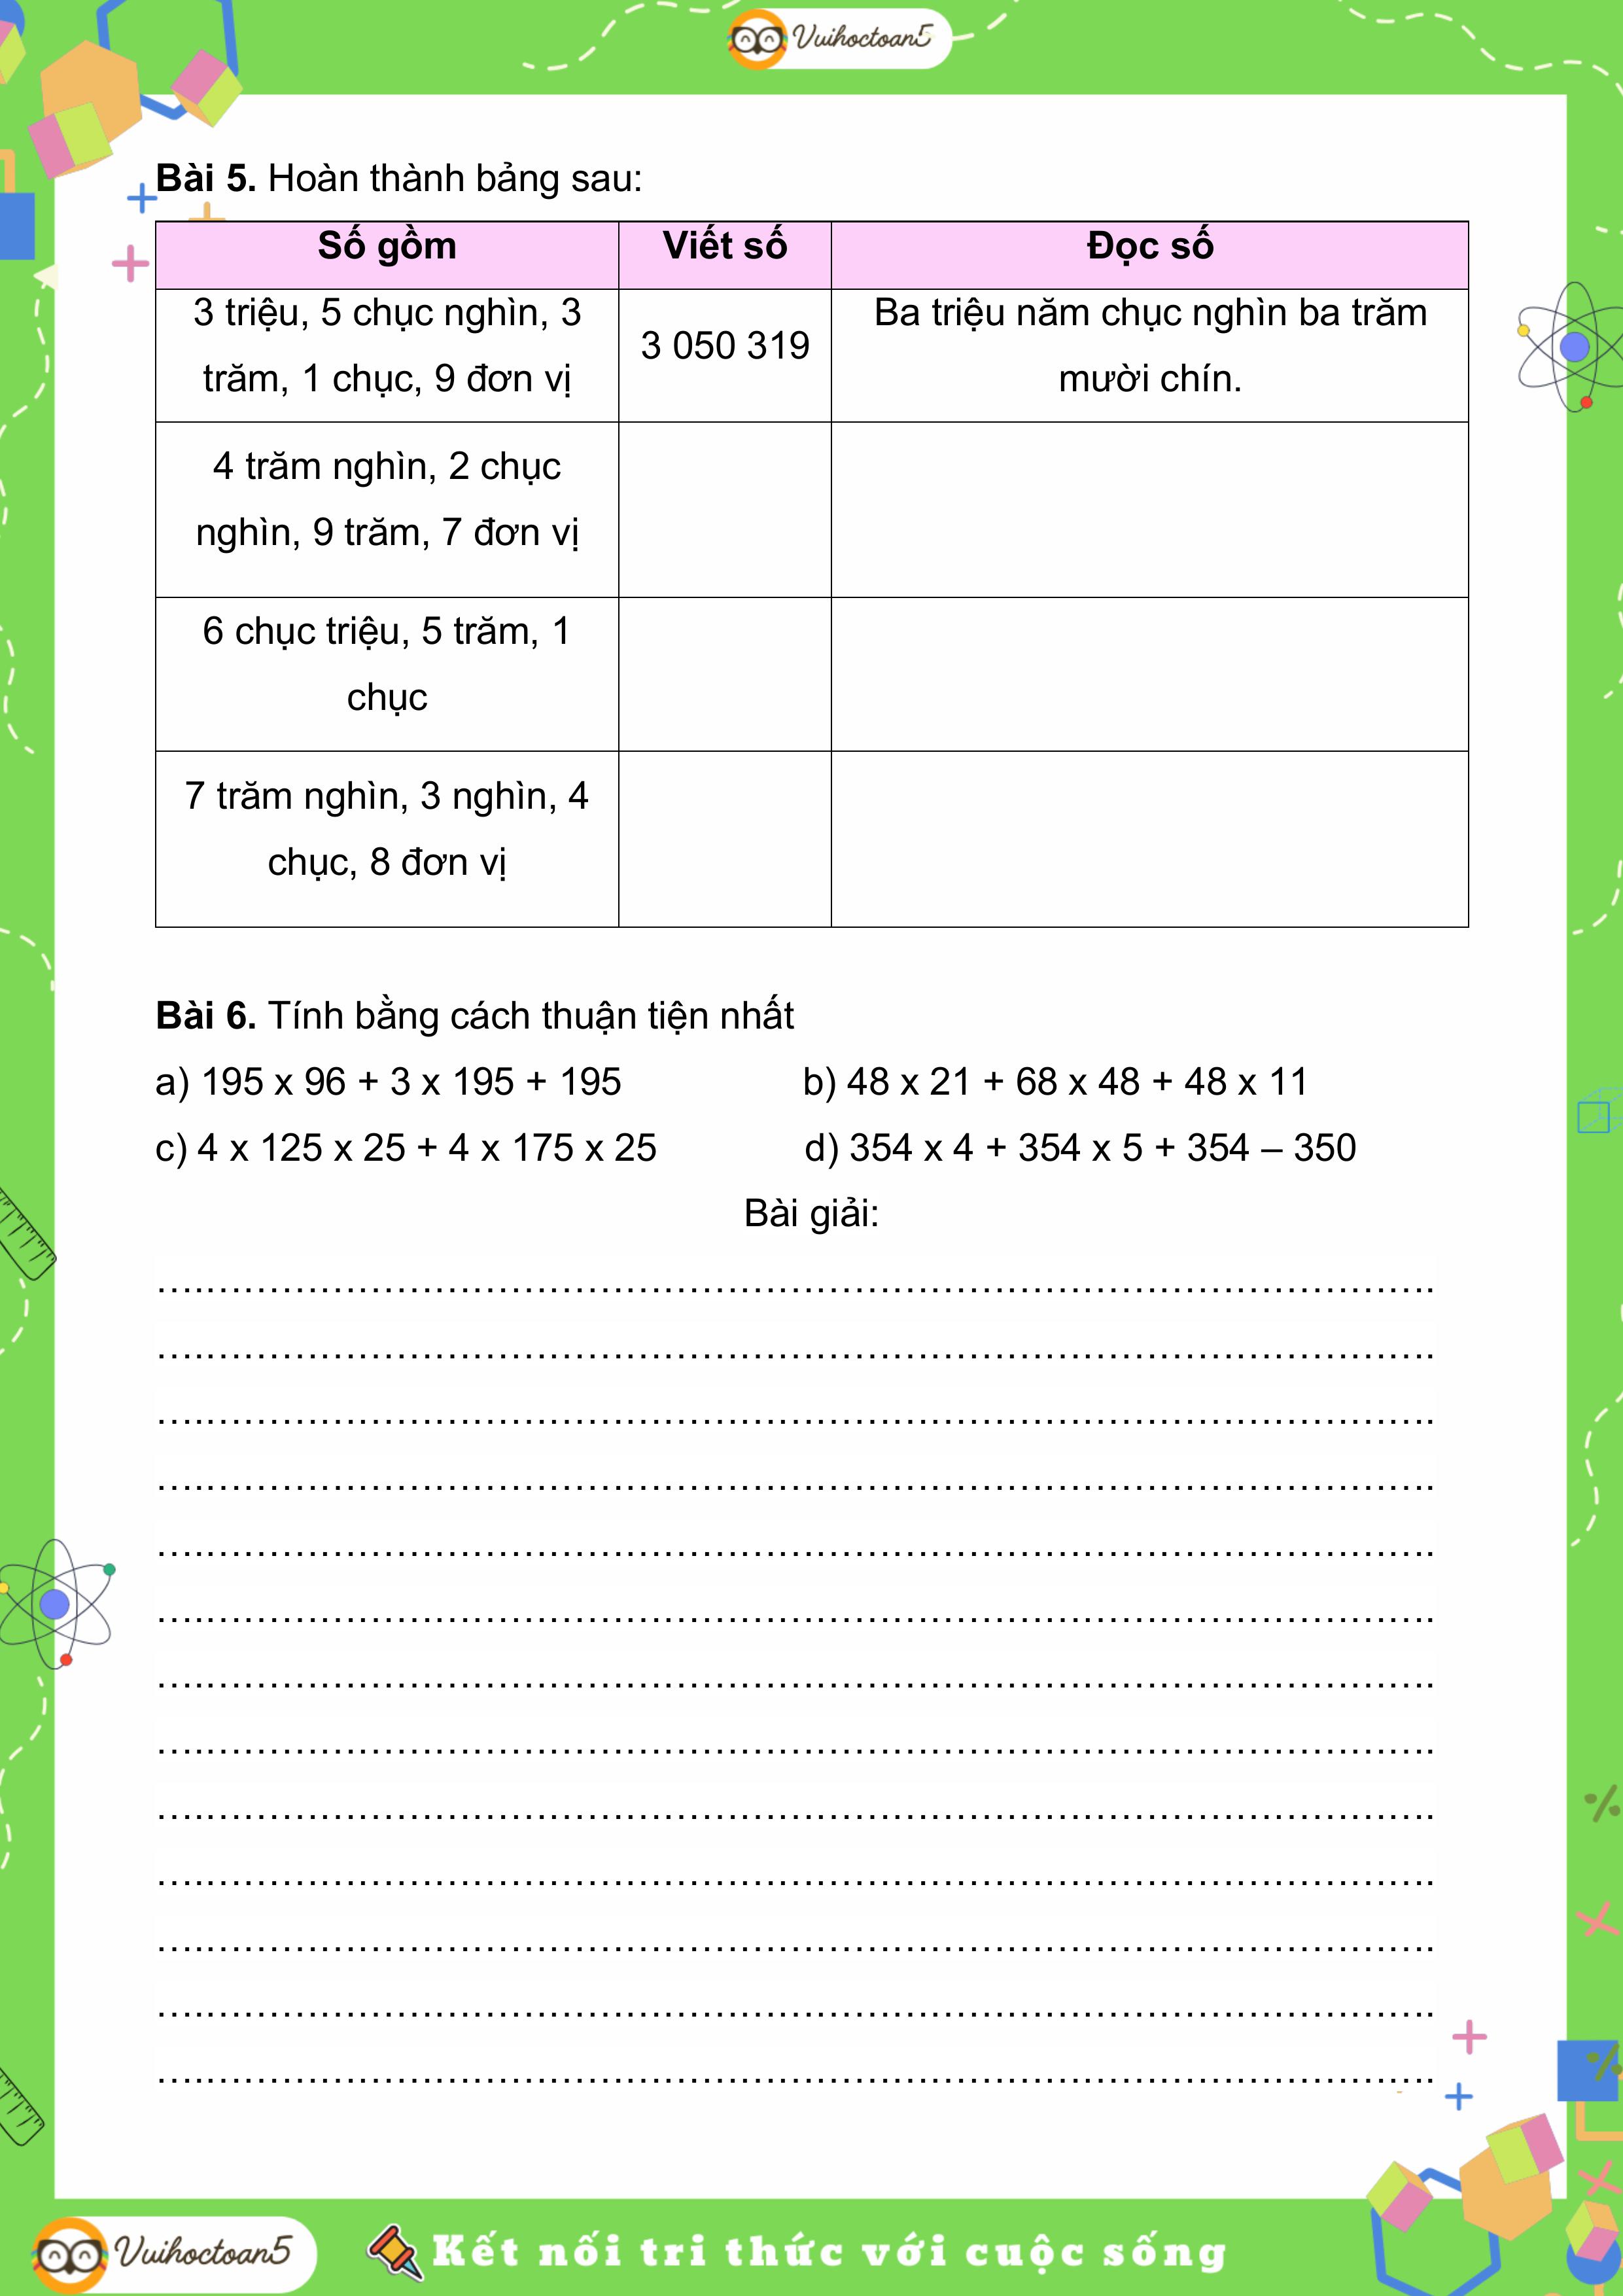 Vuihoctoan5
Bài 5. Hoàn thành bảng sau:
Số gồm Viết số Đọc số
3 triệu, 5 chục nghìn, 3
trăm, 1 chục, 9 đơn vị
3 050 319
Ba triệu năm chục nghìn ba trăm
mười chín.
4 trăm nghìn, 2 chục
nghìn, 9 trăm, 7 đơn vị
6 chục triệu, 5 trăm, 1
chục
7 trăm nghìn, 3 nghìn, 4
chục, 8 đơn vị
Bài 6. Tính bằng cách thuận tiện nhất
a) 195 x 96 + 3 x 195 + 195 b) 48 x 21 + 68 x 48 + 48 x 11
c) 4 x 125 x 25 + 4 x 175 x 25 d) 354 x 4 + 354 x 5 + 354 – 350
Bài giải:
Vuihoctoan5 Kết nối tri thức với cuộc sống